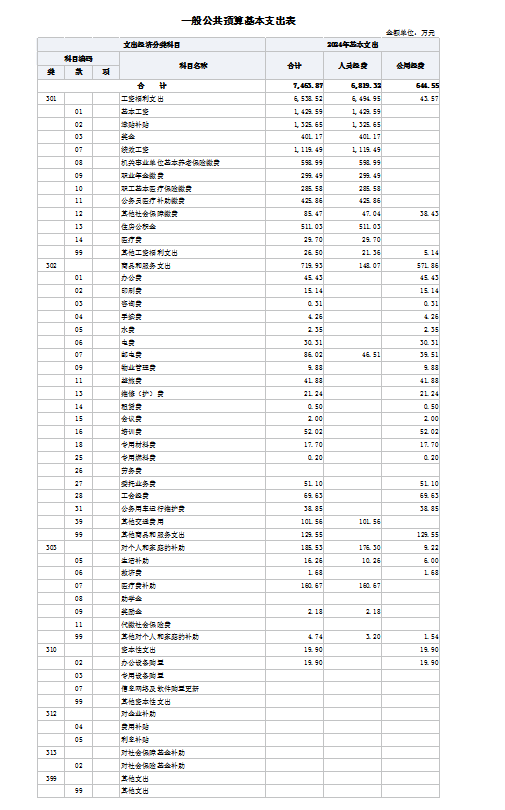 一般公共预算基本支出表
金额单位：万元
支出经济分类科目 2024年基本支出
科目编码 科目名称 合计 人员经费 公用经费
类 款 项
合 计 7,463.87 6,819.32 644.55
301 工资福利支出 6,538.52 6,494.95 43.57
01 基本工资 1,429.59 1,429.59
02 津贴补贴 1,325.65 1,325.65
03 奖金 401.17 401.17
07 绩效工资 1,119.49 1,119.49
08 机关事业单位基本养老保险缴费 598.99 598.99
09 职业年金缴费 299.49 299.49
10 职工基本医疗保险缴费 285.58 285.58
11 公务员医疗补助缴费 425.86 425.86
12 其他社会保障缴费 85.47 47.04 38.43
13 住房公积金 511.03 511.03
14 医疗费 29.70 29.70
99 其他工资福利支出 26.50 21.36 5.14
302 商品和服务支出 719.93 148.07 571.86
01 办公费 45.43 45.43
02 印刷费 15.14 15.14
03 咨询费 0.31 0.31
04 手续费 4.26 4.26
05 水费 2.35 2.35
06 电费 30.31 30.31
07 邮电费 86.02 46.51 39.51
09 物业管理费 9.88 9.88
11 差旅费 41.88 41.88
13 维修（护）费 21.24 21.24
14 租赁费 0.50 0.50
15 会议费 2.00 2.00
16 培训费 52.02 52.02
18 专用材料费 17.70 17.70
25 专用燃料费 0.20 0.20
26 劳务费
27 委托业务费 51.10 51.10
28 工会经费 69.63 69.63
31 公务用车运行维护费 38.85 38.85
39 其他交通费用 101.56 101.56
99 其他商品和服务支出 129.55 129.55
303 对个人和家庭的补助 185.53 176.30 9.22
05 生活补助 16.26 10.26 6.00
06 救济费 1.68 1.68
07 医疗费补助 160.67 160.67
08 助学金
09 奖励金 2.18 2.18
11 代缴社会保险费
99 其他对个人和家庭的补助 4.74 3.20 1.54
310 资本性支出 19.90 19.90
02 办公设备购置 19.90 19.90
03 专用设备购置
07 信息网络及软件购置更新
99 其他资本性支出
312 对企业补助
04 费用补贴
05 利息补贴
313 对社会保障基金补助
02 对社会保险基金补助
399 其他支出
99 其他支出